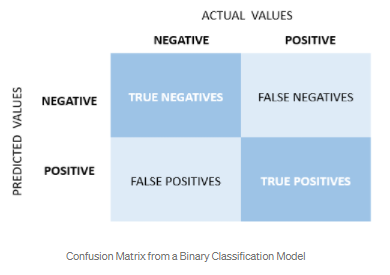 ACTUAL VALUES
NEGATIVE POSITIVE
PREDICTED VALUES
NEGATIVE TRUE NEGATIVES FALSE NEGATIVES
POSITIVE FALSE POSITIVES TRUE POSITIVES
Confusion Matrix from a Binary Classification Model